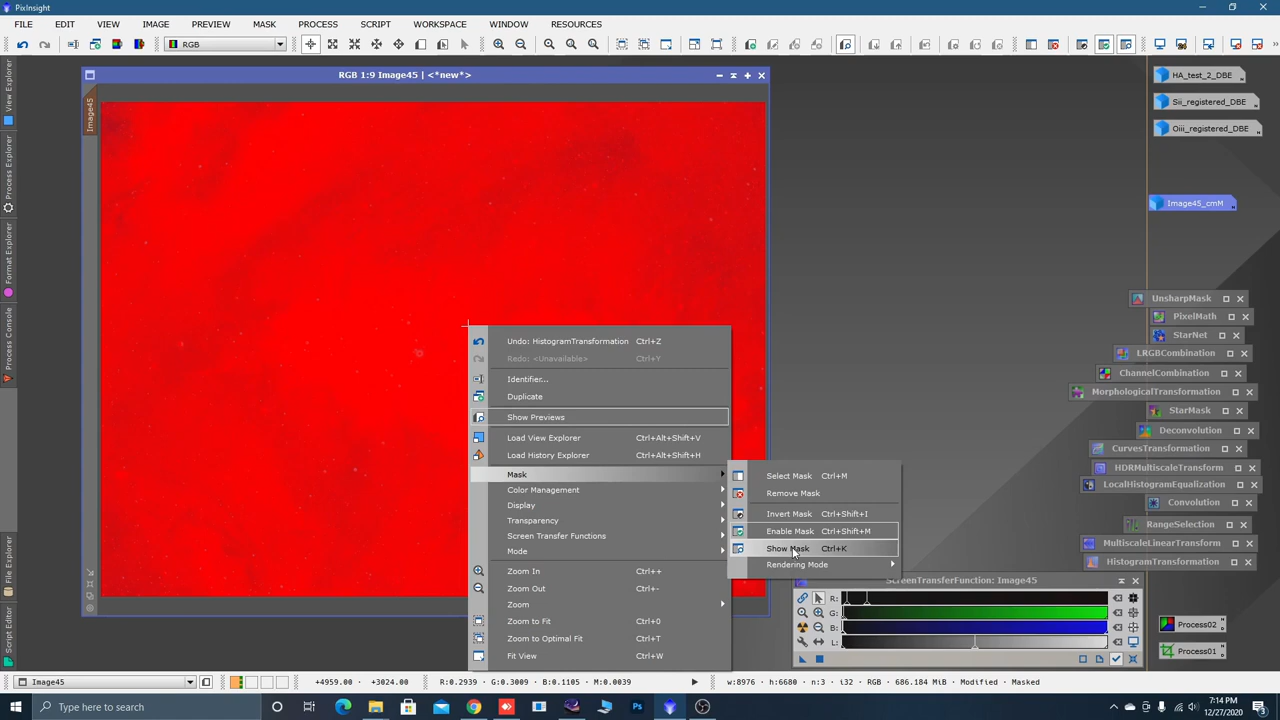 PixInsight
FILE EDIT VIEW IMAGE PREVIEW MASK PROCESS SCRIPT WORKSPACE WINDOW RESOURCES
RGB
RGB 1:9 Image45 | <*new*>
Image45
View Explorer
Process Explorer
Format Explorer
Process Console
File Explorer
Script Editor
HA_test_2_DBE
Sii_registered_DBE
Oiii_registered_DBE
Image45_cmM
UnsharpMask
PixelMath
StarNet
LRGBCombination
ChannelCombination
MorphologicalTransformation
StarMask
Deconvolution
CurvesTransformation
HDRMultiscaleTransform
LocalHistogramEqualization
Convolution
RangeSelection
MultiscaleLinearTransform
HistogramTransformation
Undo: HistogramTransformation Ctrl+Z
Redo: <Unavailable> Ctrl+Y
Identifier...
Duplicate
Show Previews
Load View Explorer Ctrl+Alt+Shift+V
Load History Explorer Ctrl+Alt+Shift+H
Mask
Color Management
Display
Transparency
Screen Transfer Functions
Mode
Zoom In Ctrl++
Zoom Out Ctrl+-
Zoom
Zoom to Fit Ctrl+0
Zoom to Optimal Fit Ctrl+T
Fit View Ctrl+W
Select Mask Ctrl+M
Remove Mask
Invert Mask Ctrl+Shift+I
Enable Mask Ctrl+Shift+M
Show Mask Ctrl+K
Rendering Mode
ScreenTransferFunction: Image45
R:
G:
B:
L:
Process02
Process01
Image45
+4959.00 +3024.00 R:0.2939 G:0.3009 B:0.1105 M:0.0039
w:8976 · h:6680 · n:3 · i32 · RGB · 686.184 MiB · Modified · Masked
Type here to search
7:14 PM
12/27/2020
3